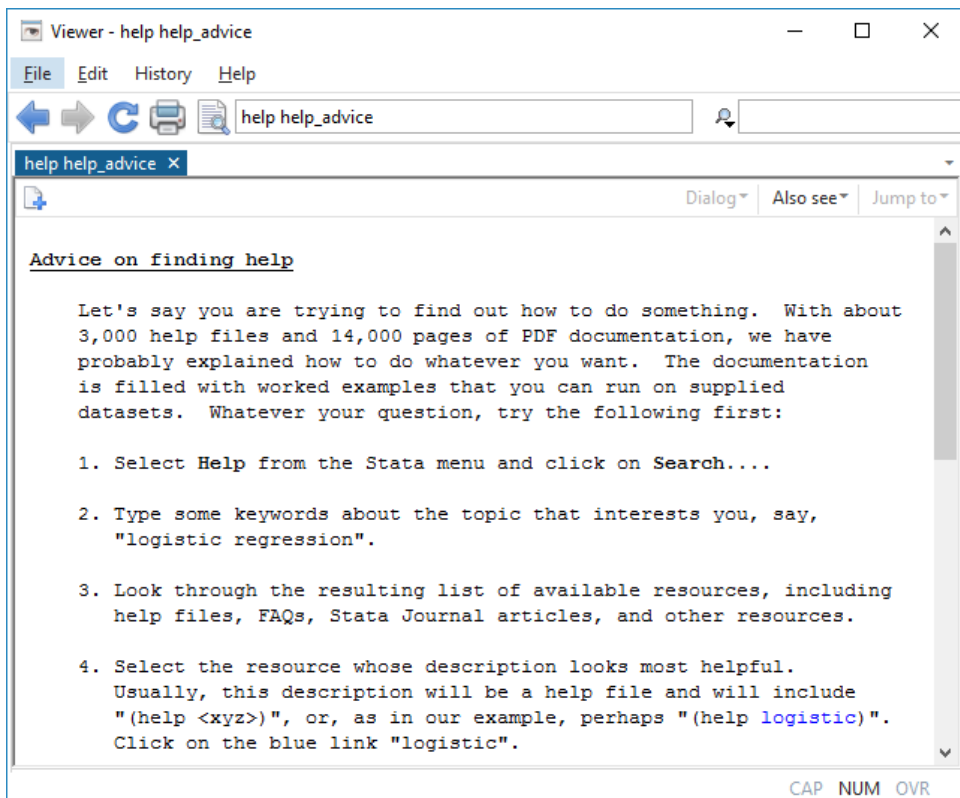 Viewer - help help_advice
File Edit History Help
help help_advice
help help_advice
Dialog Also see Jump to
Advice on finding help
Let's say you are trying to find out how to do something.  With about
3,000 help files and 14,000 pages of PDF documentation, we have
probably explained how to do whatever you want.  The documentation
is filled with worked examples that you can run on supplied
datasets.  Whatever your question, try the following first:
1. Select Help from the Stata menu and click on Search....
2. Type some keywords about the topic that interests you, say,
"logistic regression".
3. Look through the resulting list of available resources, including
help files, FAQs, Stata Journal articles, and other resources.
4. Select the resource whose description looks most helpful.
Usually, this description will be a help file and will include
"(help <xyz>)", or, as in our example, perhaps "(help logistic)".
Click on the blue link "logistic".
CAP NUM OVR